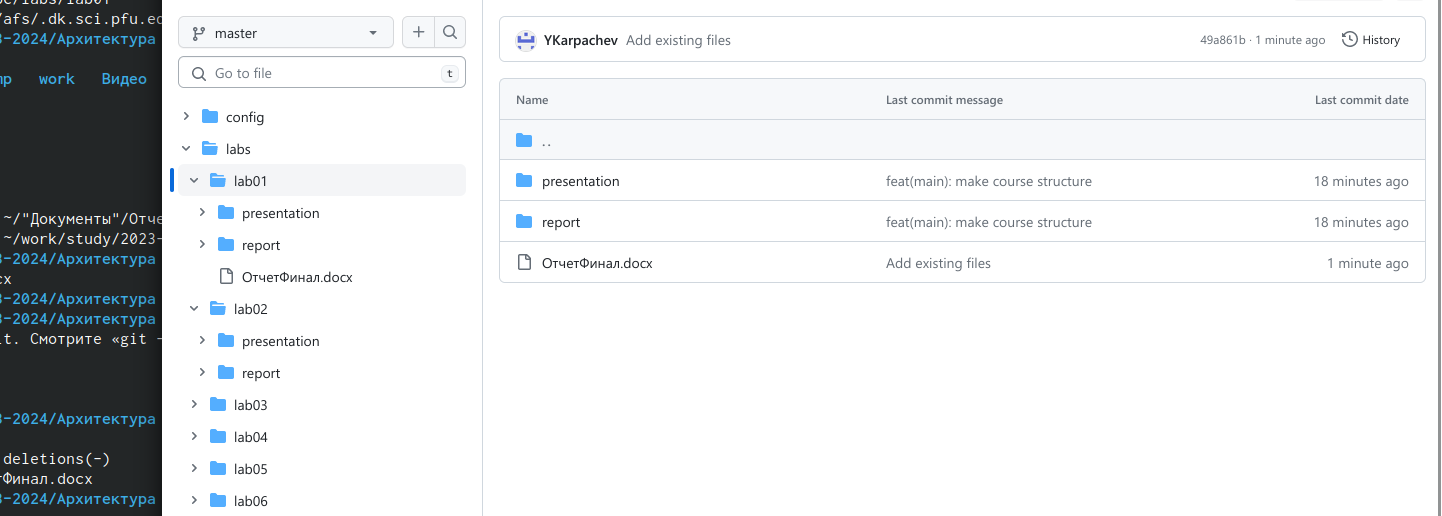 /afs/.dk.sci.pfu.ec
3-2024/Архитектура
mp work Видео
~/"Документы"/Отче
~/work/study/2023-
3-2024/Архитектура
cx
3-2024/Архитектура
3-2024/Архитектура
it. Смотрите «git -
3-2024/Архитектура
deletions(-)
тФинал.docx
3-2024/Архитектура
master
Go to file t
config
labs
lab01
presentation
report
ОтчетФинал.docx
lab02
presentation
report
lab03
lab04
lab05
lab06
YKarpachev Add existing files 49a861b · 1 minute ago History
Name Last commit message Last commit date
..
presentation feat(main): make course structure 18 minutes ago
report feat(main): make course structure 18 minutes ago
ОтчетФинал.docx Add existing files 1 minute ago